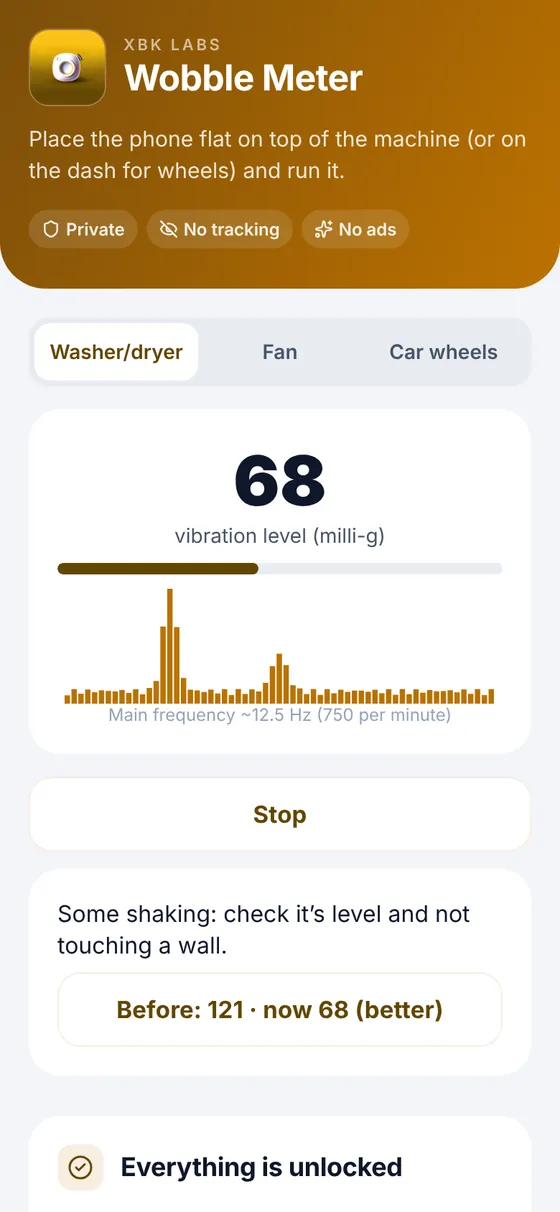 XBK LABS
Wobble Meter
Place the phone flat on top of the machine (or on
the dash for wheels) and run it.
Private
No tracking
No ads
Washer/dryer
Fan
Car wheels
68
vibration level (milli-g)
Main frequency ~12.5 Hz (750 per minute)
Stop
Some shaking: check it’s level and not
touching a wall.
Before: 121 · now 68 (better)
Everything is unlocked